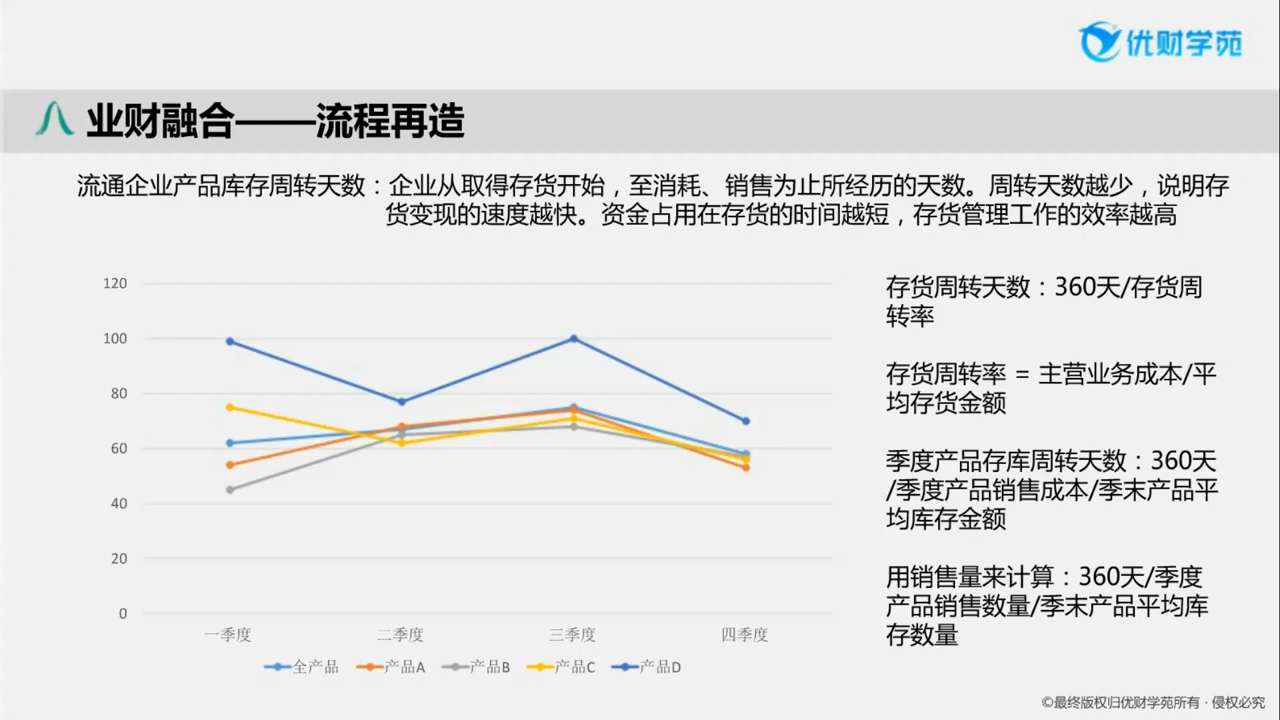 优财学苑
业财融合——流程再造
流通企业产品库存周转天数：企业从取得存货开始，至消耗、销售为止所经历的天数。周转天数越少，说明存
货变现的速度越快。资金占用在存货的时间越短，存货管理工作的效率越高
120
100
80
60
40
20
0
一季度 二季度 三季度 四季度
全产品 产品A 产品B 产品C 产品D
存货周转天数：360天/存货周
转率
存货周转率 = 主营业务成本/平
均存货金额
季度产品存库周转天数：360天
/季度产品销售成本/季末产品平
均库存金额
用销售量来计算：360天/季度
产品销售数量/季末产品平均库
存数量
©最终版权归优财学苑所有 · 侵权必究